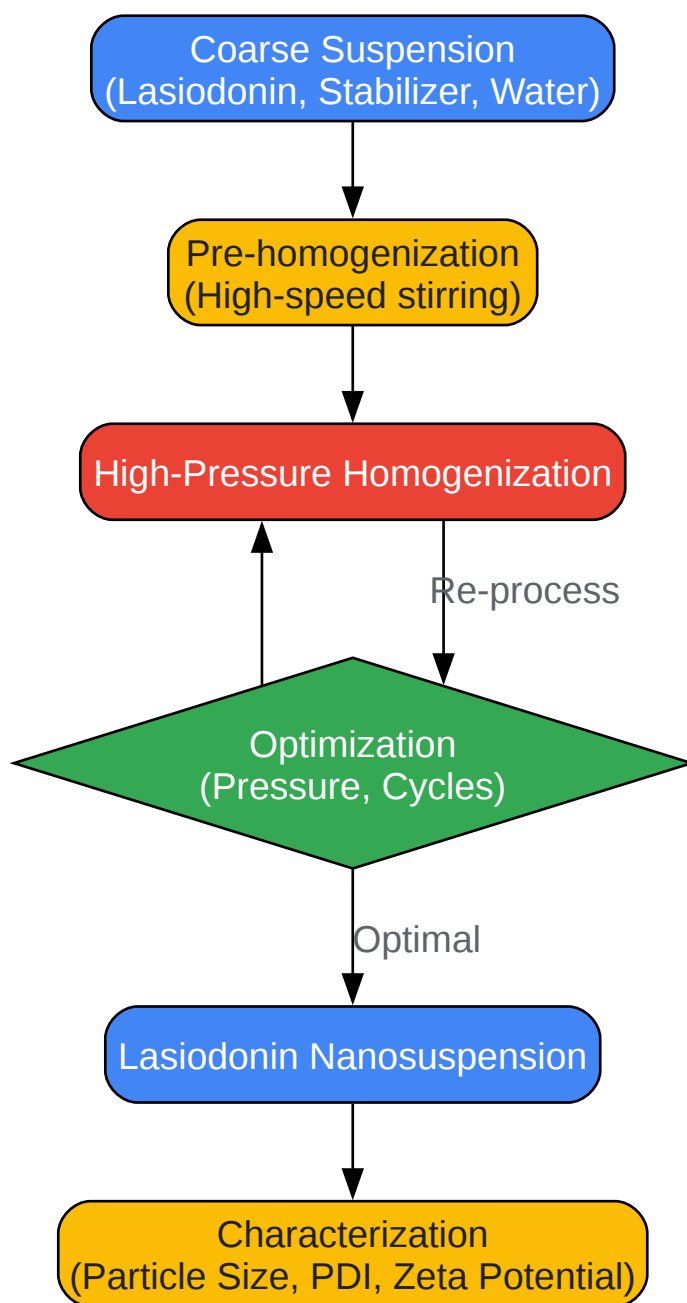 Coarse Suspension
(Lasiodonin, Stabilizer, Water)
Pre-homogenization
(High-speed stirring)
High-Pressure Homogenization
Re-process
Optimization
(Pressure, Cycles)
Optimal
Lasiodonin Nanosuspension
Characterization
(Particle Size, PDI, Zeta Potential)